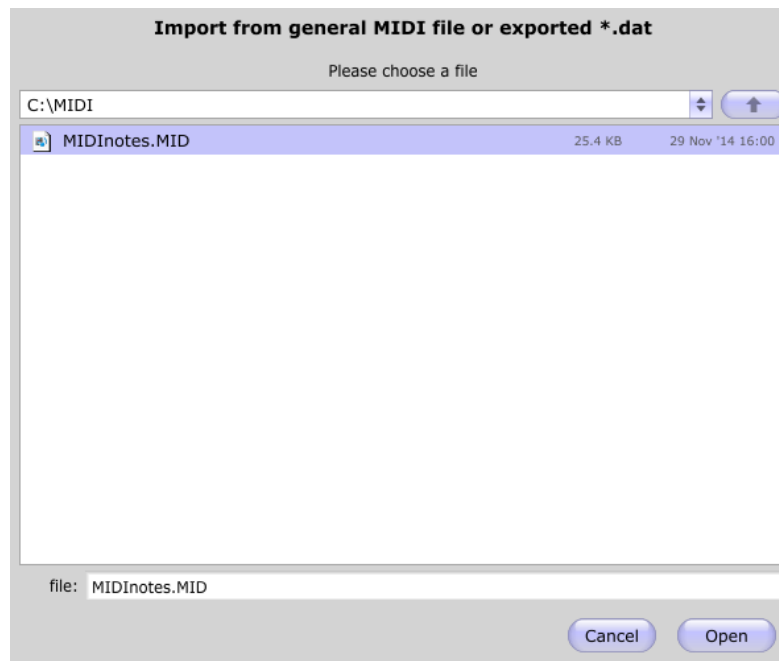 Import from general MIDI file or exported *.dat
Please choose a file
C:\MIDI
MIDInotes.MID 25.4 KB 29 Nov '14 16:00
file: MIDInotes.MID
Cancel Open